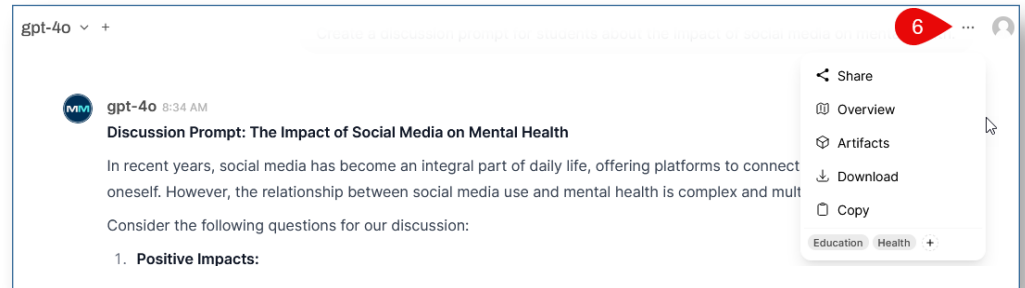 gpt-4o
Create a discussion prompt for students about the impact of social media on
6
MM
gpt-4o 8:34 AM
Discussion Prompt: The Impact of Social Media on Mental Health
In recent years, social media has become an integral part of daily life, offering platforms to connect
oneself. However, the relationship between social media use and mental health is complex and mult
Consider the following questions for our discussion:
1. Positive Impacts:
Share
Overview
Artifacts
Download
Copy
Education Health +